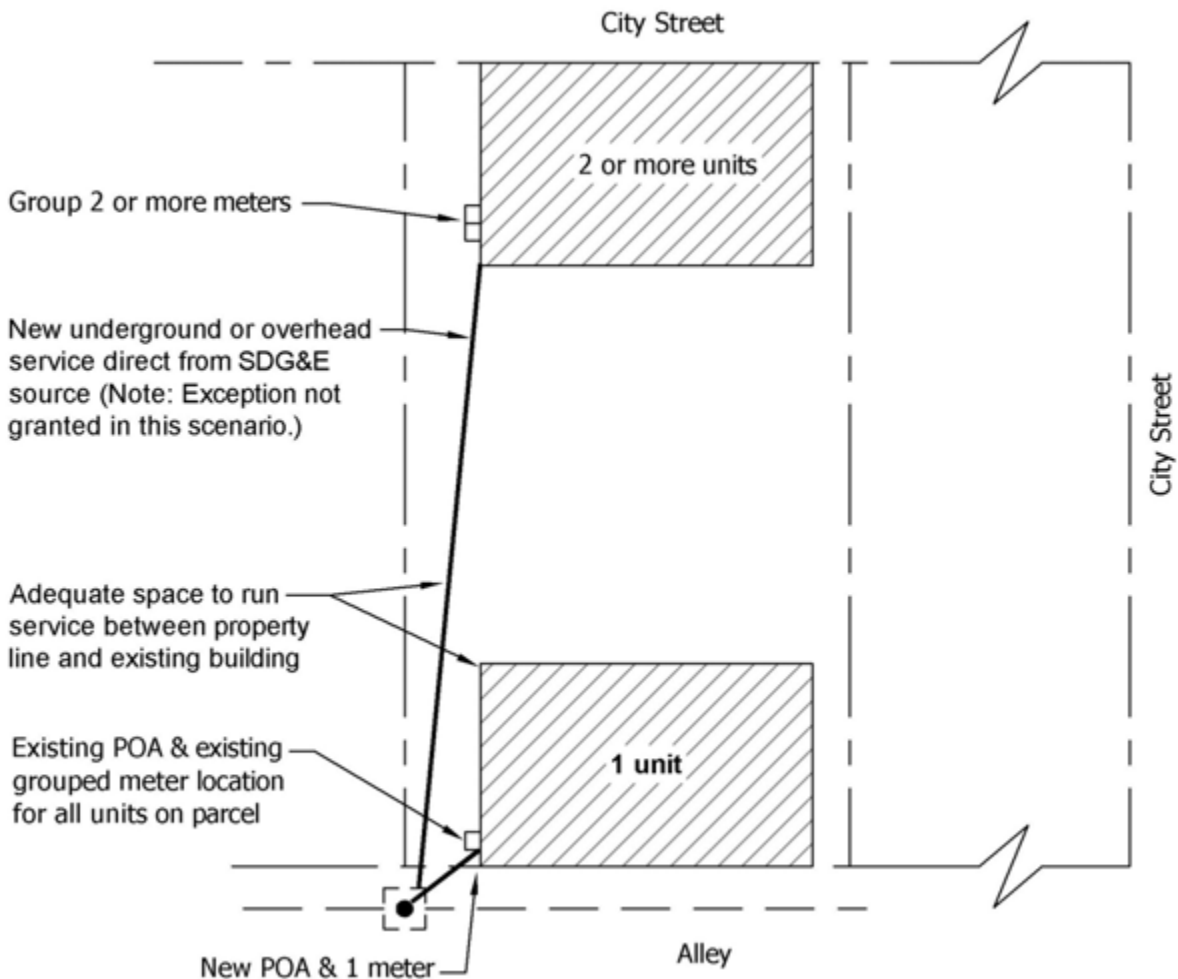 City Street
2 or more units
Group 2 or more meters
New underground or overhead
service direct from SDG&E
source (Note: Exception not
granted in this scenario.)
City Street
Adequate space to run
service between property
line and existing building
Existing POA & existing
grouped meter location
for all units on parcel
1 unit
New POA & 1 meter
Alley